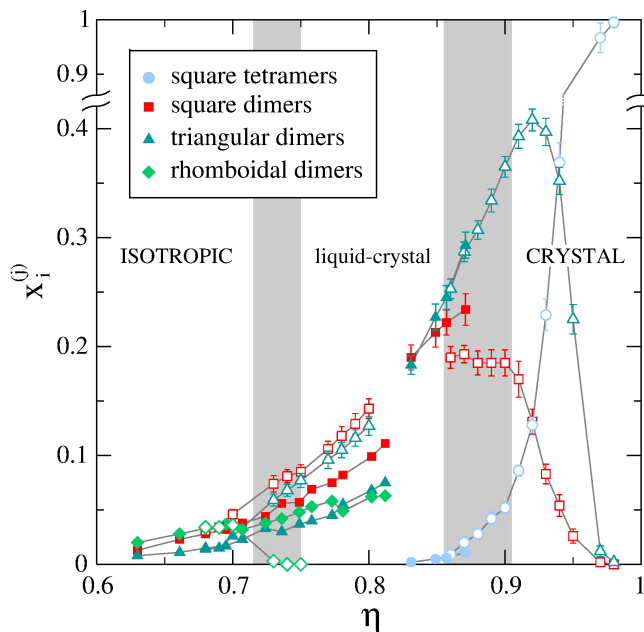 1
0.9
0.4
0.3
0.2
0.1
0
x_i^(j)
square tetramers
square dimers
triangular dimers
rhomboidal dimers
ISOTROPIC liquid-crystal CRYSTAL
0.6 0.7 0.8 0.9 1
η